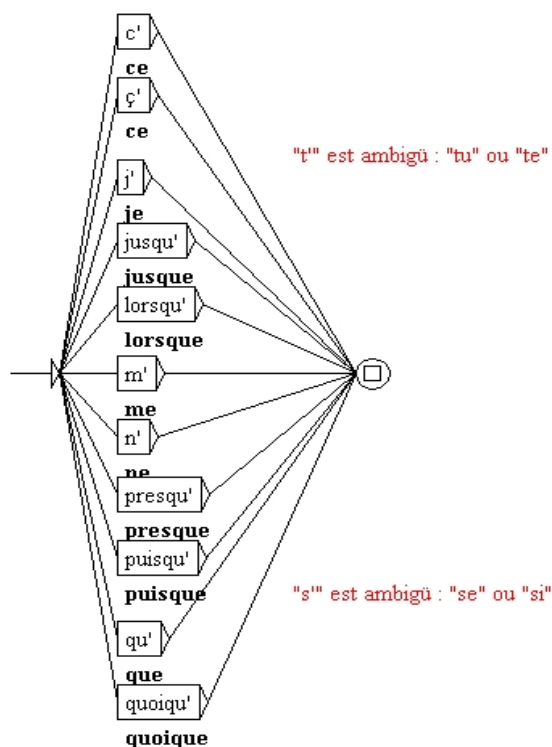 c'
ce
ç'
ce
"t'" est ambigü : "tu" ou "te"
j'
je
jusqu'
jusque
lorsqu'
lorsque
m'
me
n'
ne
presqu'
presque
puisqu'
puisque
"s'" est ambigü : "se" ou "si"
qu'
que
quoiqu'
quoique